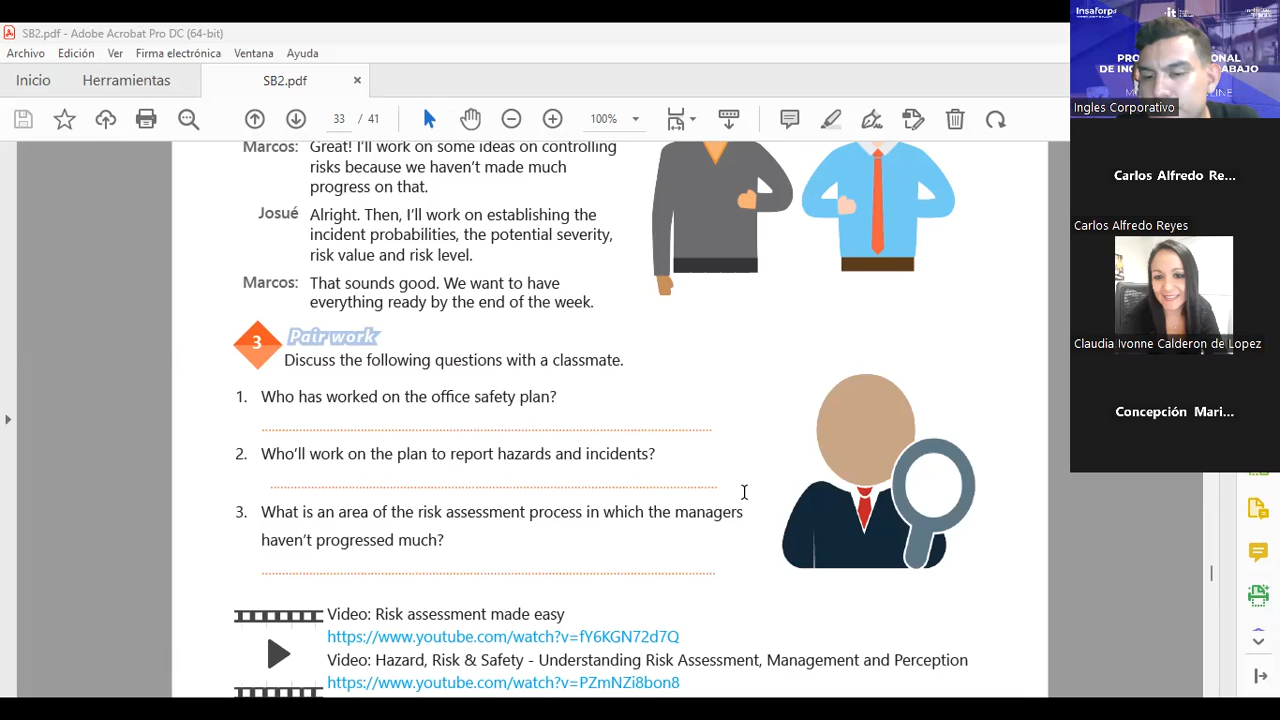 SB2.pdf - Adobe Acrobat Pro DC (64-bit)
Archivo Edición Ver Firma electrónica Ventana Ayuda
Inicio Herramientas SB2.pdf ×
33 / 41 100%
Marcos: Great! I'll work on some ideas on controlling
risks because we haven't made much
progress on that.
Josué Alright. Then, I'll work on establishing the
incident probabilities, the potential severity,
risk value and risk level.
Marcos: That sounds good. We want to have
everything ready by the end of the week.
3 Pair work
Discuss the following questions with a classmate.
1. Who has worked on the office safety plan?
2. Who'll work on the plan to report hazards and incidents?
3. What is an area of the risk assessment process in which the managers
haven't progressed much?
Video: Risk assessment made easy
https://www.youtube.com/watch?v=fY6KGN72d7Q
Video: Hazard, Risk & Safety - Understanding Risk Assessment, Management and Perception
https://www.youtube.com/watch?v=PZmNZi8bon8
Insaforp
Ingles Corporativo
Carlos Alfredo Re...
Carlos Alfredo Reyes
Claudia Ivonne Calderon de Lopez
Concepción Mari...